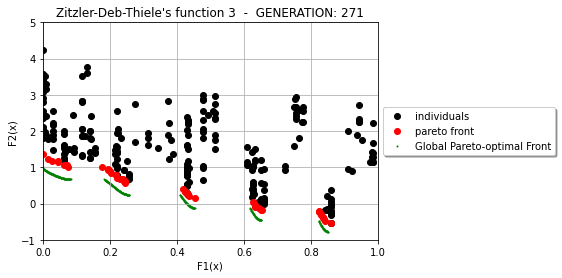 Zitzler-Deb-Thiele's function 3 - GENERATION: 271
5
4
3
2
1
0
−1
F2(x)
0.0 0.2 0.4 0.6 0.8 1.0
F1(x)
individuals
pareto front
Global Pareto-optimal Front